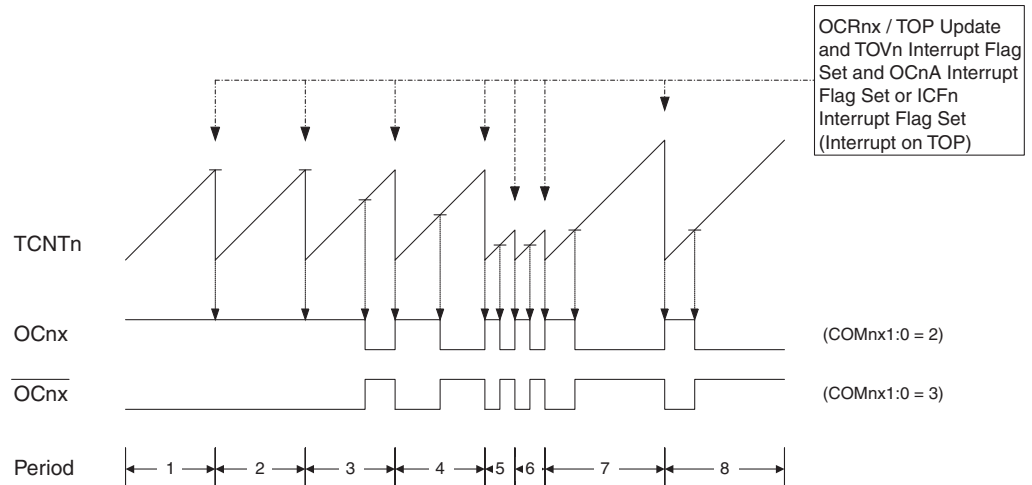 OCRnx / TOP Update
and TOVn Interrupt Flag
Set and OCnA Interrupt
Flag Set or ICFn
Interrupt Flag Set
(Interrupt on TOP)
TCNTn
OCnx
(COMnx1:0 = 2)
OCnx
(COMnx1:0 = 3)
Period
1 2 3 4 5 6 7 8